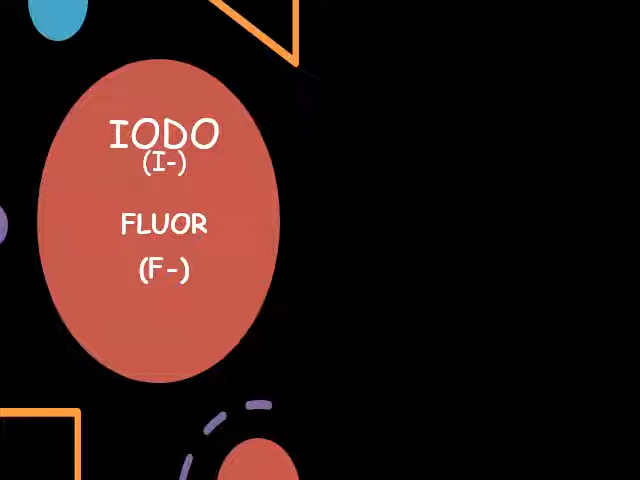 IODO
(I-)
FLUOR
(F-)